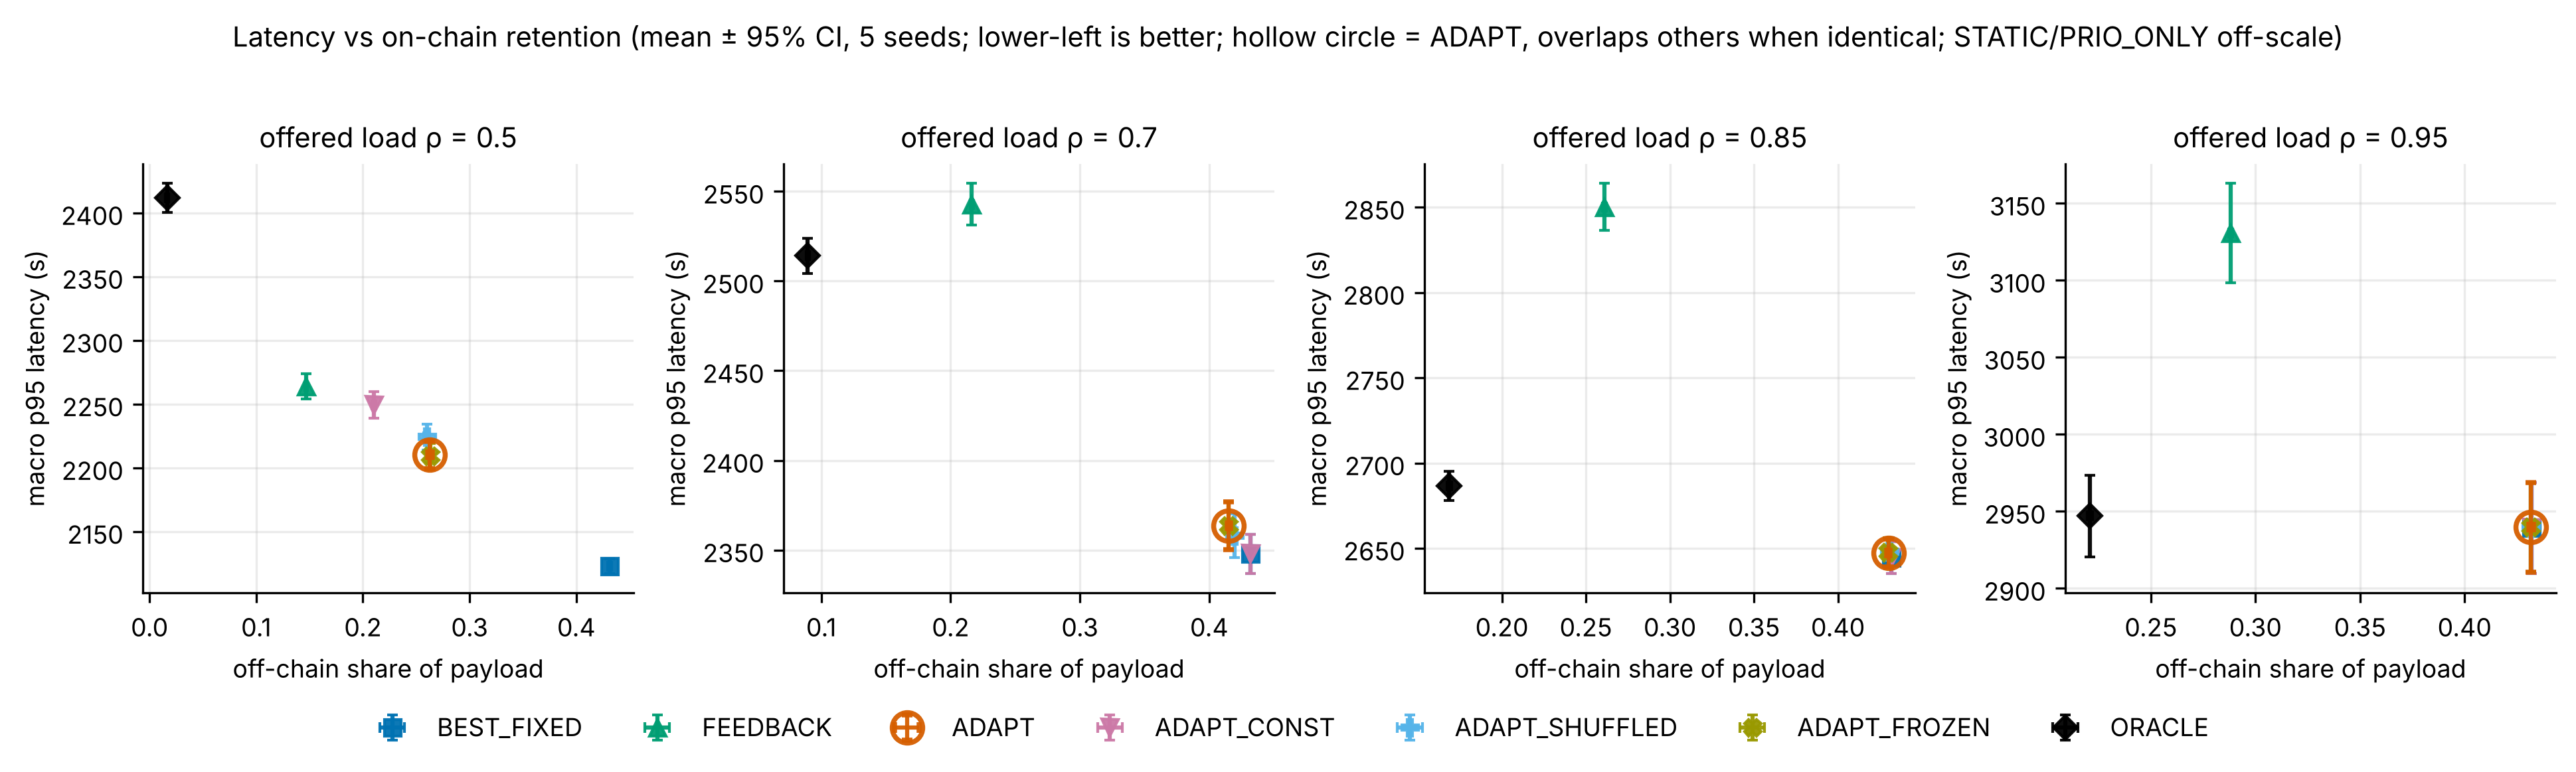 Latency vs on-chain retention (mean ± 95% CI, 5 seeds; lower-left is better; hollow circle = ADAPT, overlaps others when identical; STATIC/PRIO_ONLY off-scale)
offered load ρ = 0.5
macro p95 latency (s)
2400
2350
2300
2250
2200
2150
0.0 0.1 0.2 0.3 0.4
off-chain share of payload
offered load ρ = 0.7
macro p95 latency (s)
2550
2500
2450
2400
2350
0.1 0.2 0.3 0.4
off-chain share of payload
offered load ρ = 0.85
macro p95 latency (s)
2850
2800
2750
2700
2650
0.20 0.25 0.30 0.35 0.40
off-chain share of payload
offered load ρ = 0.95
macro p95 latency (s)
3150
3100
3050
3000
2950
2900
0.25 0.30 0.35 0.40
off-chain share of payload
BEST_FIXED FEEDBACK ADAPT ADAPT_CONST ADAPT_SHUFFLED ADAPT_FROZEN ORACLE